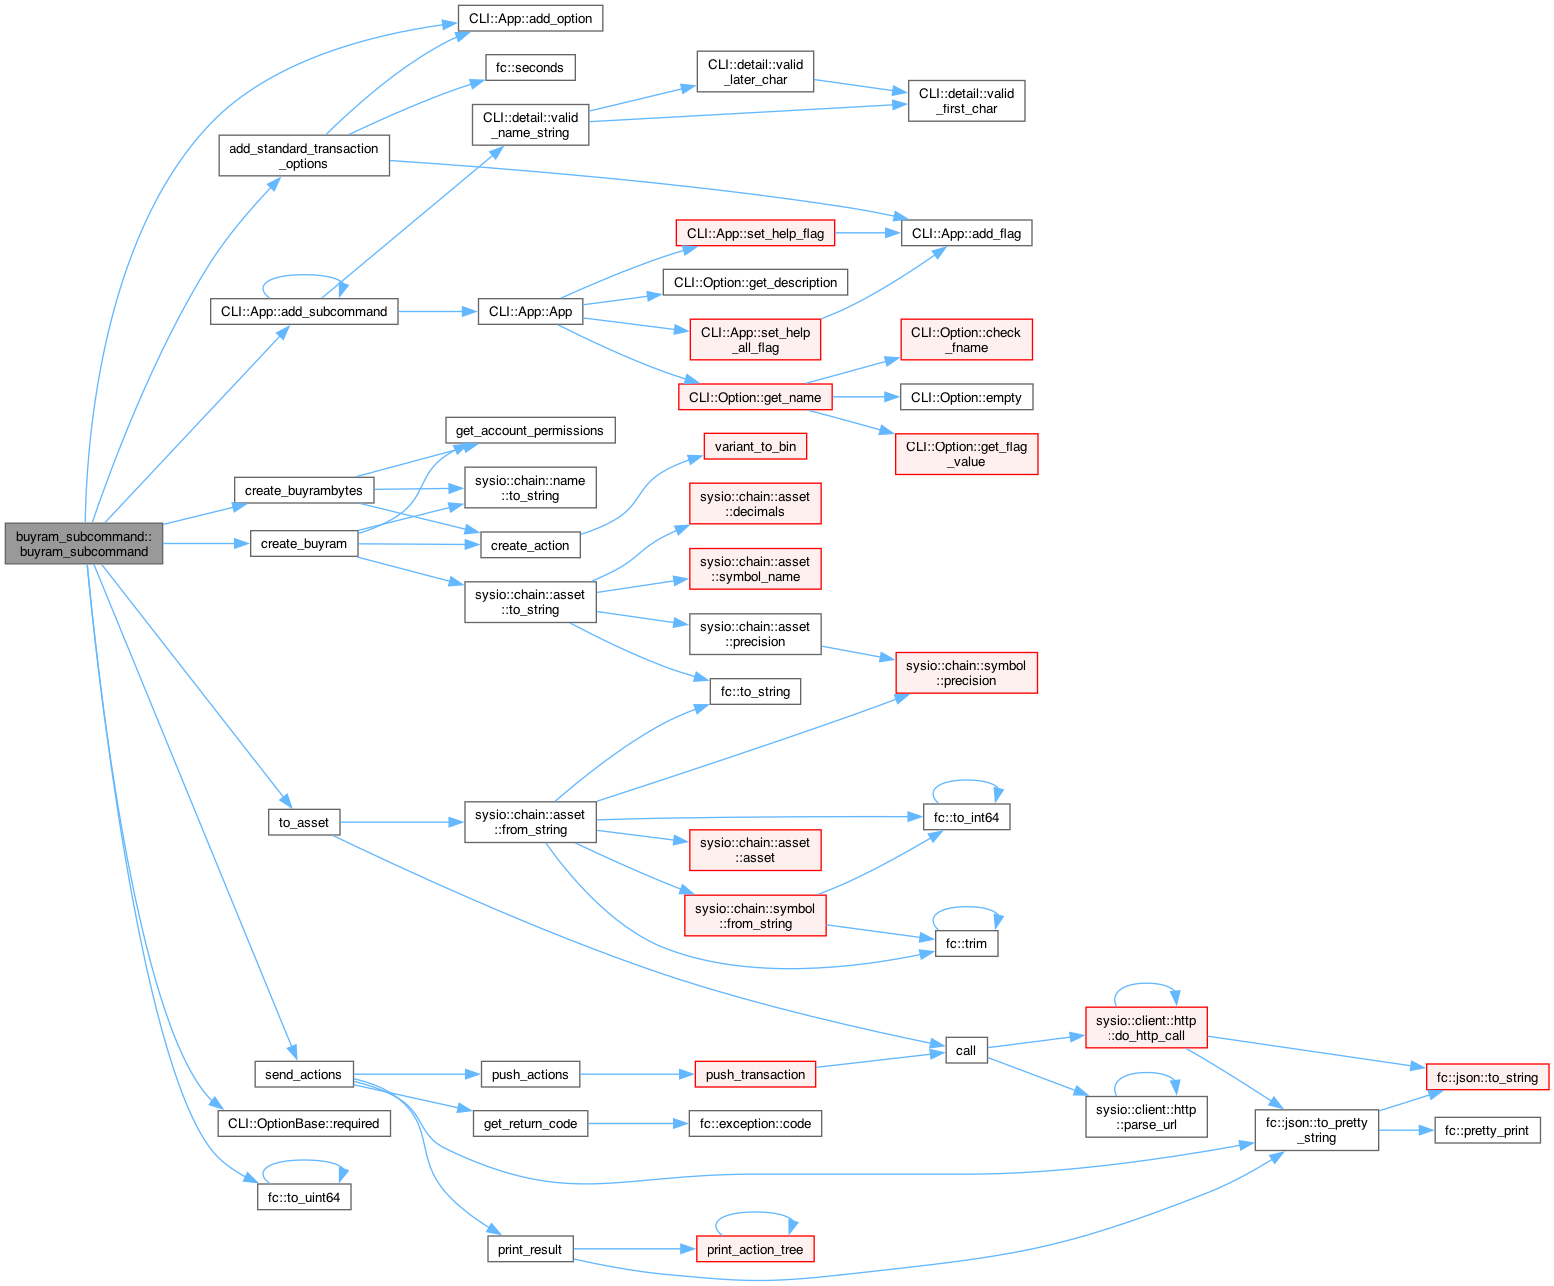 buyram_subcommand::
buyram_subcommand
CLI::App::add_option
fc::seconds
add_standard_transaction
_options
CLI::detail::valid
_name_string
CLI::detail::valid
_later_char
CLI::detail::valid
_first_char
CLI::App::add_flag
CLI::App::add_subcommand
CLI::App::App
CLI::App::set_help_flag
CLI::Option::get_description
CLI::App::set_help
_all_flag
CLI::Option::get_name
CLI::Option::check
_fname
CLI::Option::empty
CLI::Option::get_flag
_value
get_account_permissions
create_buyrambytes
sysio::chain::name
::to_string
create_buyram
create_action
variant_to_bin
sysio::chain::asset
::to_string
sysio::chain::asset
::decimals
sysio::chain::asset
::symbol_name
sysio::chain::asset
::precision
sysio::chain::symbol
::precision
fc::to_string
to_asset
sysio::chain::asset
::from_string
fc::to_int64
sysio::chain::asset
::asset
sysio::chain::symbol
::from_string
fc::trim
call
sysio::client::http
::do_http_call
sysio::client::http
::parse_url
send_actions
push_actions
push_transaction
get_return_code
fc::exception::code
fc::json::to_pretty
_string
fc::json::to_string
fc::pretty_print
CLI::OptionBase::required
fc::to_uint64
print_result
print_action_tree